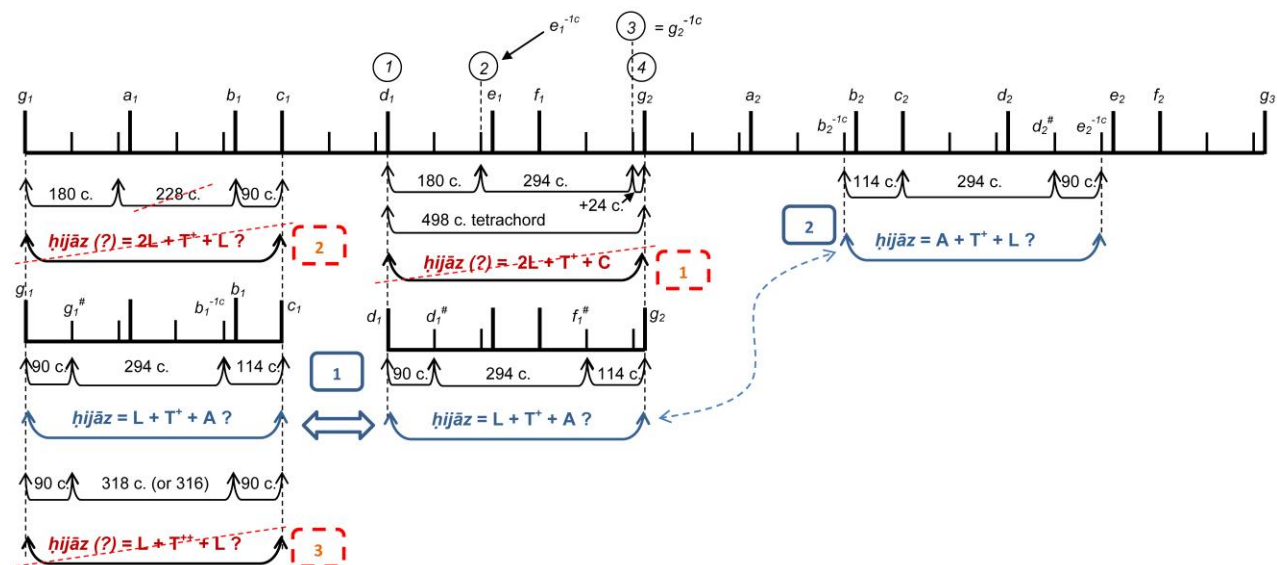 e₁⁻¹ᶜ
③ = g₂⁻¹ᶜ
① ② ④
g₁ a₁ b₁ c₁ d₁ e₁ f₁ g₂ a₂ b₂⁻¹ᶜ b₂ c₂ d₂ d₂# e₂⁻¹ᶜ e₂ f₂ g₃
180 c. 228 c. 90 c. 180 c. 294 c. 114 c. 294 c. 90 c.
+24 c.
498 c. tetrachord
ḥijāz (?) = 2L + T⁺ + L ? 2 2 ḥijāz = A + T⁺ + L ?
ḥijāz (?) = 2L + T⁺ + C 1
g₁ g₁# b₁⁻¹ᶜ b₁ c₁ d₁ d₁# f₁# g₂
90 c. 294 c. 114 c. 1 90 c. 294 c. 114 c.
ḥijāz = L + T⁺ + A ? ḥijāz = L + T⁺ + A ?
90 c. 318 c. (or 316) 90 c.
ḥijāz (?) = L + T⁺⁺ + L ? 3